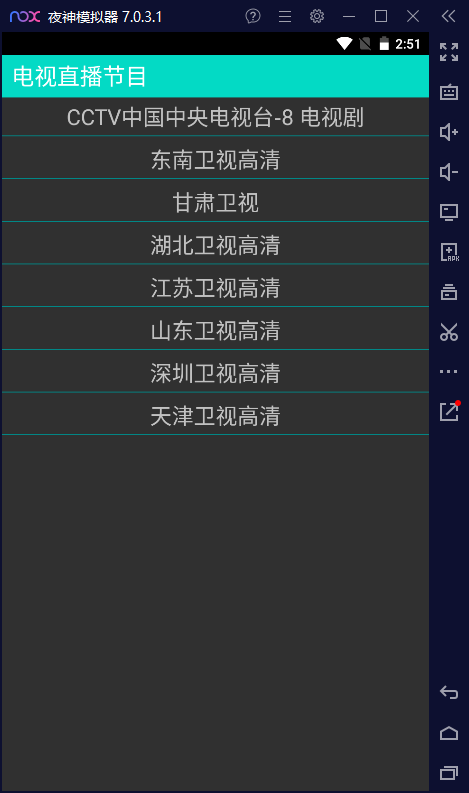 nox 夜神模拟器 7.0.3.1
2:51
电视直播节目
CCTV中国中央电视台-8 电视剧
东南卫视高清
甘肃卫视
湖北卫视高清
江苏卫视高清
山东卫视高清
深圳卫视高清
天津卫视高清
APK